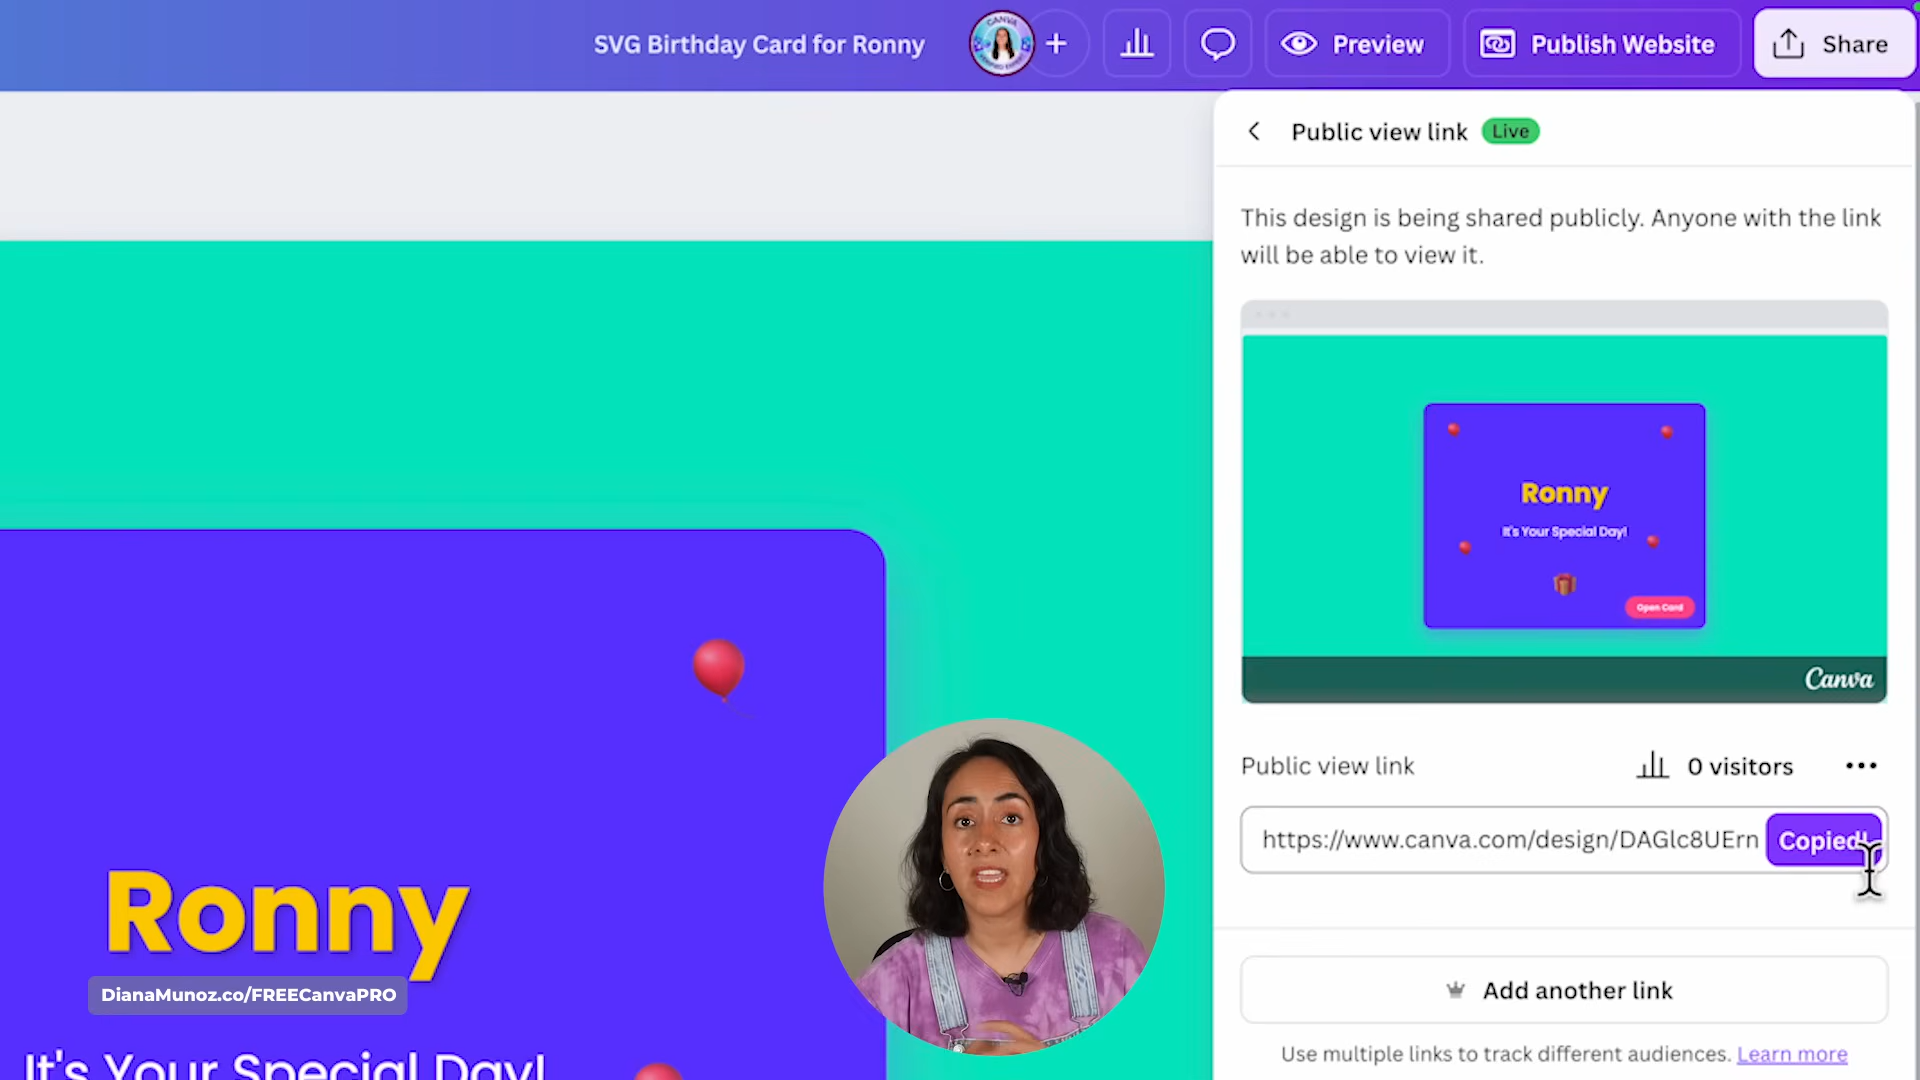 SVG Birthday Card for Ronny
Preview
Publish Website
Share
Public view link
Live
This design is being shared publicly. Anyone with the link
will be able to view it.
Ronny
It's Your Special Day!
Open Card
Canva
Public view link
0 visitors
https://www.canva.com/design/DAGlc8UErn
Copied!
Add another link
Use multiple links to track different audiences. Learn more
Ronny
DianaMunoz.co/FREECanvaPRO
It's Your Special Day!
CANVA